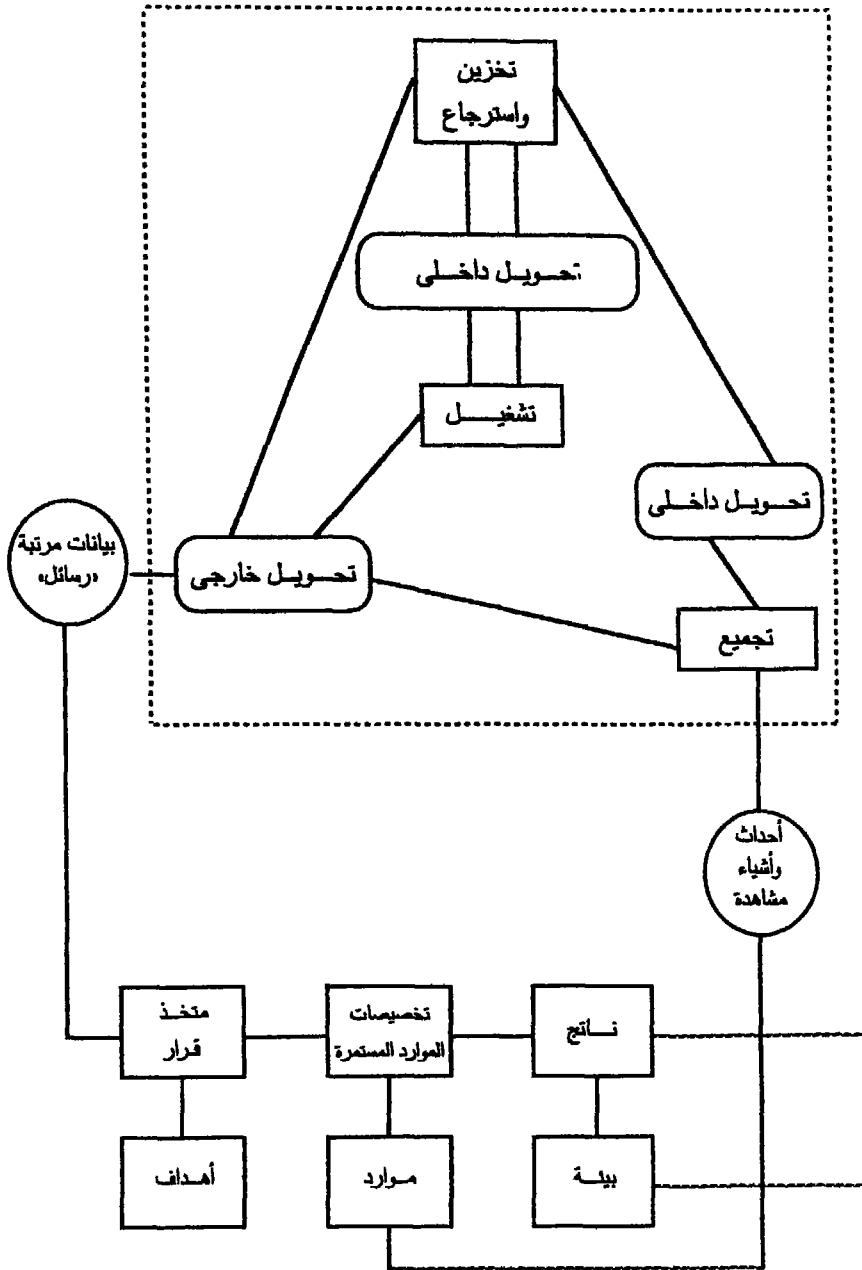 تخزين
واسترجاع
تحويل داخلى
تشغيل
تحويل داخلى
بيانات مرتبة
«رسائل»
تحويل خارجى
تجميع
أحداث
وأشياء
مشاهدة
متخذ
قرار
تخصيصات
الموارد المستمرة
ناتج
أهداف
موارد
بيئة